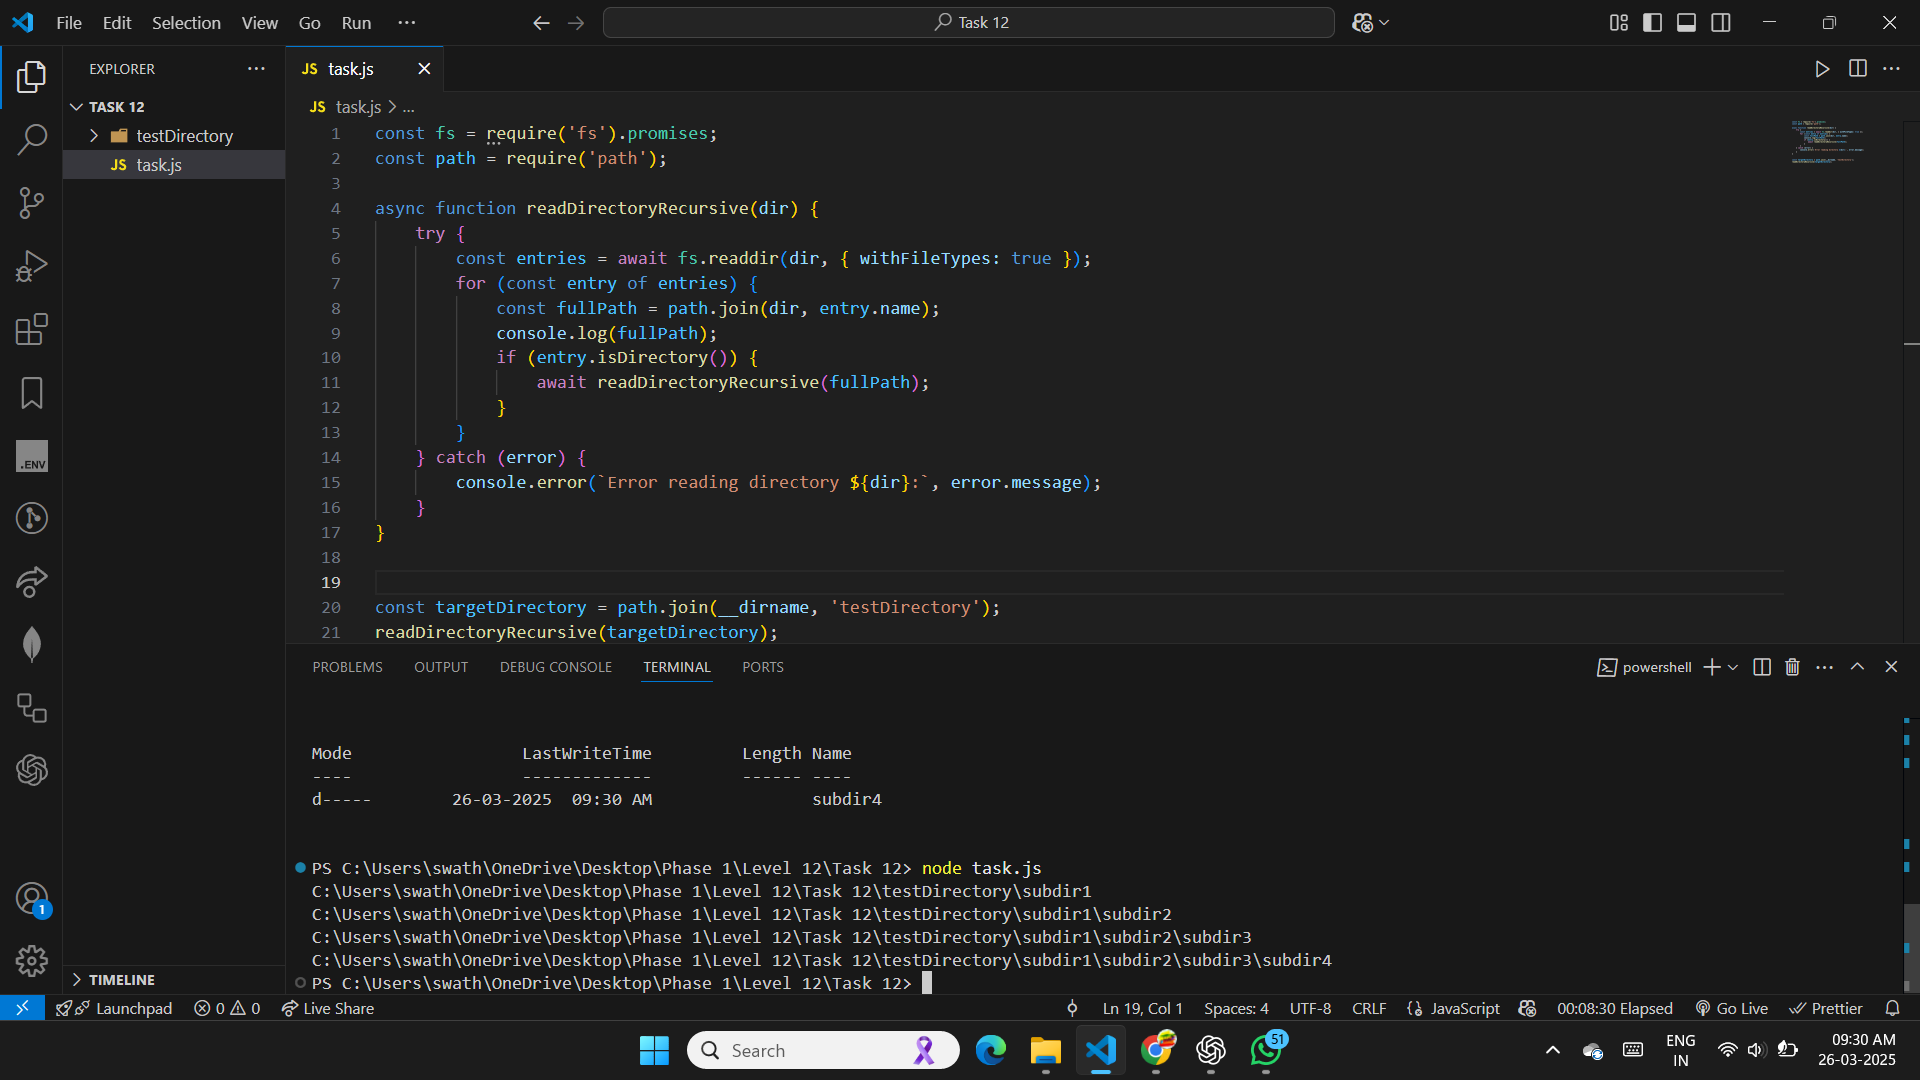 File Edit Selection View Go Run ···
Task 12
EXPLORER ···
TASK 12
testDirectory
JS task.js
TIMELINE
JS task.js
JS task.js > ...
1 const fs = require('fs').promises;
2 const path = require('path');
3
4 async function readDirectoryRecursive(dir) {
5     try {
6         const entries = await fs.readdir(dir, { withFileTypes: true });
7         for (const entry of entries) {
8             const fullPath = path.join(dir, entry.name);
9             console.log(fullPath);
10             if (entry.isDirectory()) {
11                 await readDirectoryRecursive(fullPath);
12             }
13         }
14     } catch (error) {
15         console.error(`Error reading directory ${dir}:`, error.message);
16     }
17 }
18
19
20 const targetDirectory = path.join(__dirname, 'testDirectory');
21 readDirectoryRecursive(targetDirectory);
PROBLEMS OUTPUT DEBUG CONSOLE TERMINAL PORTS
powershell
Mode                 LastWriteTime         Length Name
----                 -------------         ------ ----
d-----        26-03-2025  09:30 AM                subdir4
PS C:\Users\swath\OneDrive\Desktop\Phase 1\Level 12\Task 12> node task.js
C:\Users\swath\OneDrive\Desktop\Phase 1\Level 12\Task 12\testDirectory\subdir1
C:\Users\swath\OneDrive\Desktop\Phase 1\Level 12\Task 12\testDirectory\subdir1\subdir2
C:\Users\swath\OneDrive\Desktop\Phase 1\Level 12\Task 12\testDirectory\subdir1\subdir2\subdir3
C:\Users\swath\OneDrive\Desktop\Phase 1\Level 12\Task 12\testDirectory\subdir1\subdir2\subdir3\subdir4
PS C:\Users\swath\OneDrive\Desktop\Phase 1\Level 12\Task 12>
.ENV
1
Launchpad 0 0 Live Share
Ln 19, Col 1 Spaces: 4 UTF-8 CRLF {} JavaScript 00:08:30 Elapsed Go Live Prettier
Search
51
ENG
IN
09:30 AM
26-03-2025